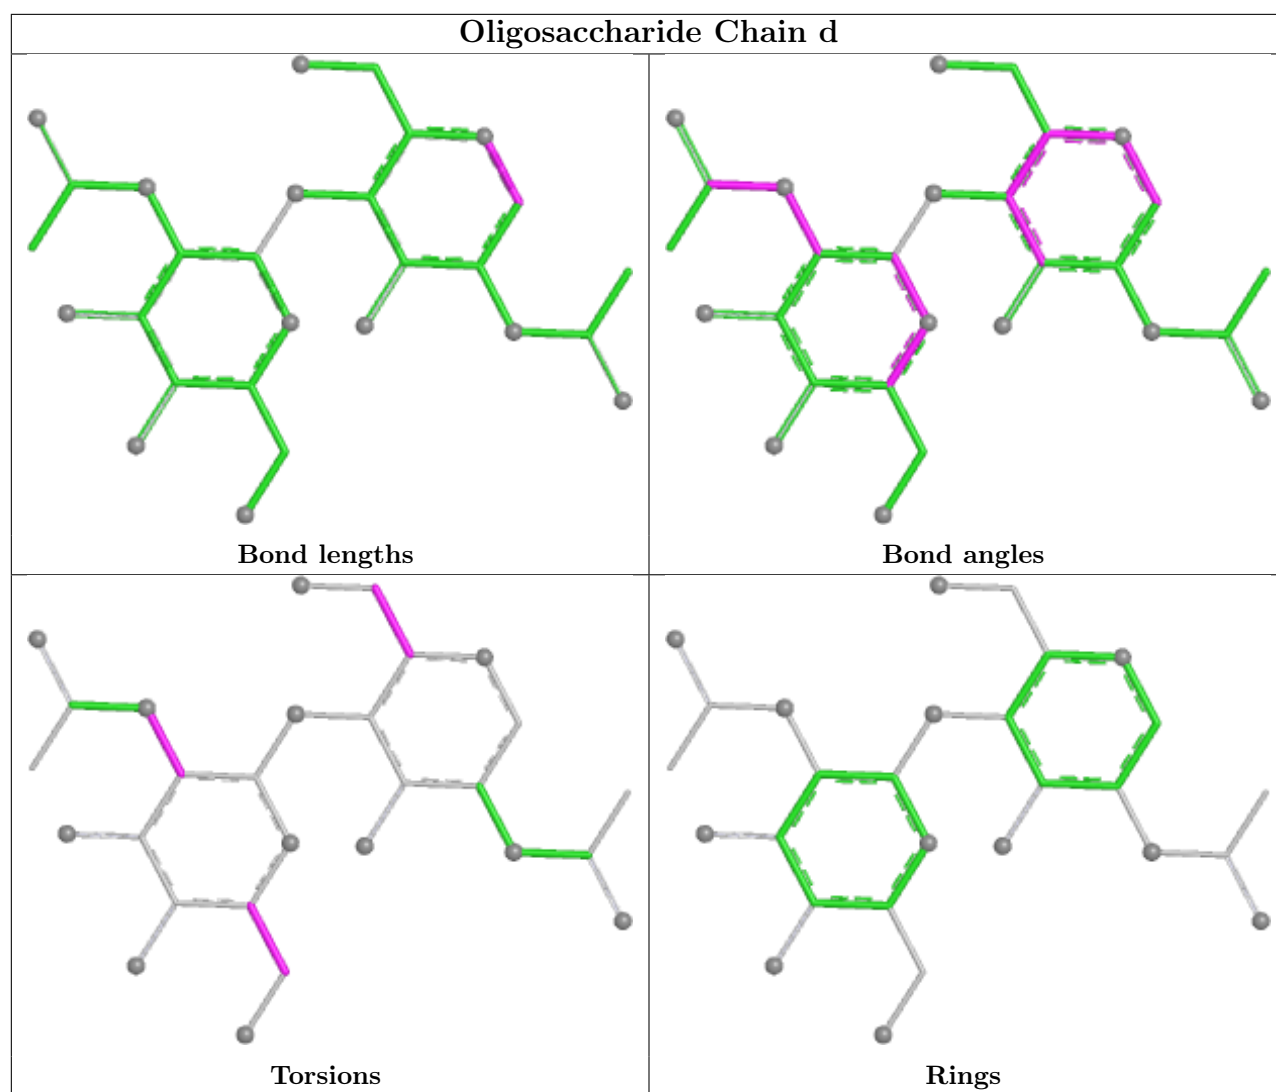 Oligosaccharide Chain d
Bond lengths
Bond angles
Torsions
Rings